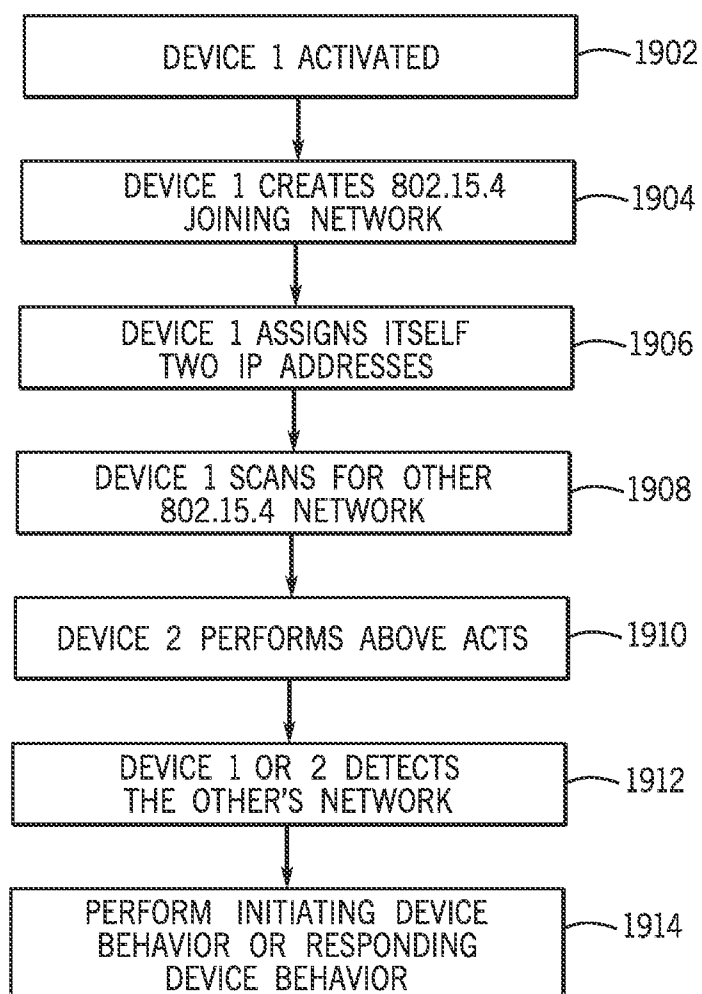 DEVICE 1 ACTIVATED
1902
DEVICE 1 CREATES 802.15.4
JOINING NETWORK
1904
DEVICE 1 ASSIGNS ITSELF
TWO IP ADDRESSES
1906
DEVICE 1 SCANS FOR OTHER
802.15.4 NETWORK
1908
DEVICE 2 PERFORMS ABOVE ACTS
1910
DEVICE 1 OR 2 DETECTS
THE OTHER'S NETWORK
1912
PERFORM INITIATING DEVICE
BEHAVIOR OR RESPONDING
DEVICE BEHAVIOR
1914